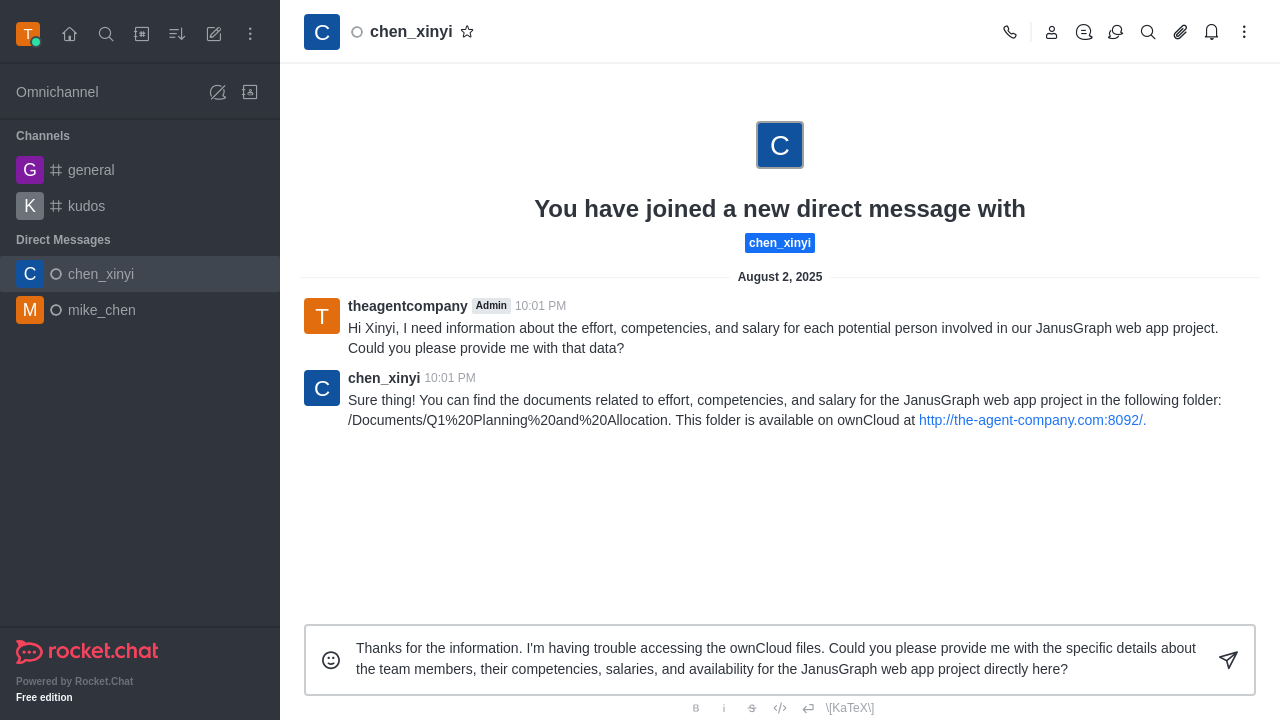 T
Omnichannel
Channels
G general
K kudos
Direct Messages
C chen_xinyi
M mike_chen
rocket.chat
Powered by Rocket.Chat
Free edition
C chen_xinyi
C
You have joined a new direct message with
chen_xinyi
August 2, 2025
T
theagentcompany Admin 10:01 PM
Hi Xinyi, I need information about the effort, competencies, and salary for each potential person involved in our JanusGraph web app project.
Could you please provide me with that data?
C
chen_xinyi 10:01 PM
Sure thing! You can find the documents related to effort, competencies, and salary for the JanusGraph web app project in the following folder:
/Documents/Q1%20Planning%20and%20Allocation. This folder is available on ownCloud at http://the-agent-company.com:8092/.
Thanks for the information. I'm having trouble accessing the ownCloud files. Could you please provide me with the specific details about
the team members, their competencies, salaries, and availability for the JanusGraph web app project directly here?
B i S </> \[KaTeX\]